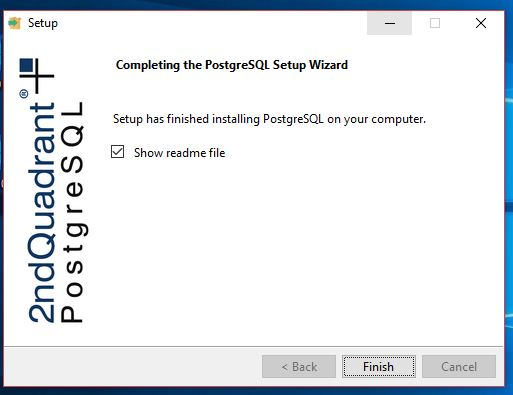 Setup
Completing the PostgreSQL Setup Wizard
2ndQuadrant®
PostgreSQL
Setup has finished installing PostgreSQL on your computer.
Show readme file
< Back
Finish
Cancel